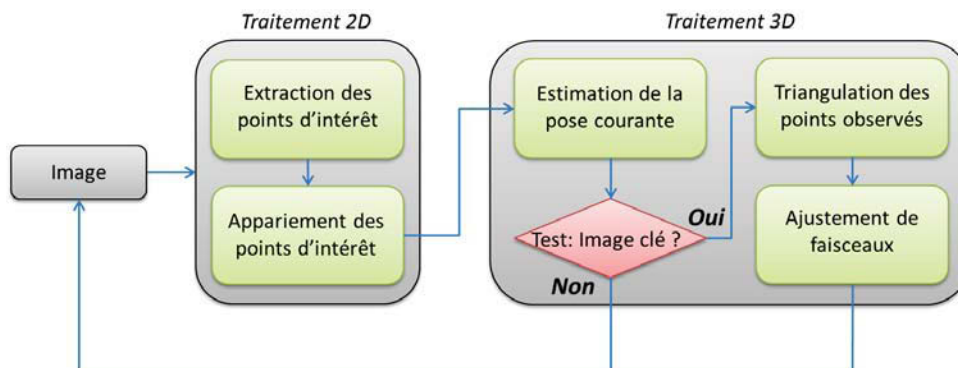 Traitement 2D
Traitement 3D
Image
Extraction des
points d'intérêt
Appariement des
points d'intérêt
Estimation de la
pose courante
Test: Image clé ?
Oui
Non
Triangulation des
points observés
Ajustement de
faisceaux